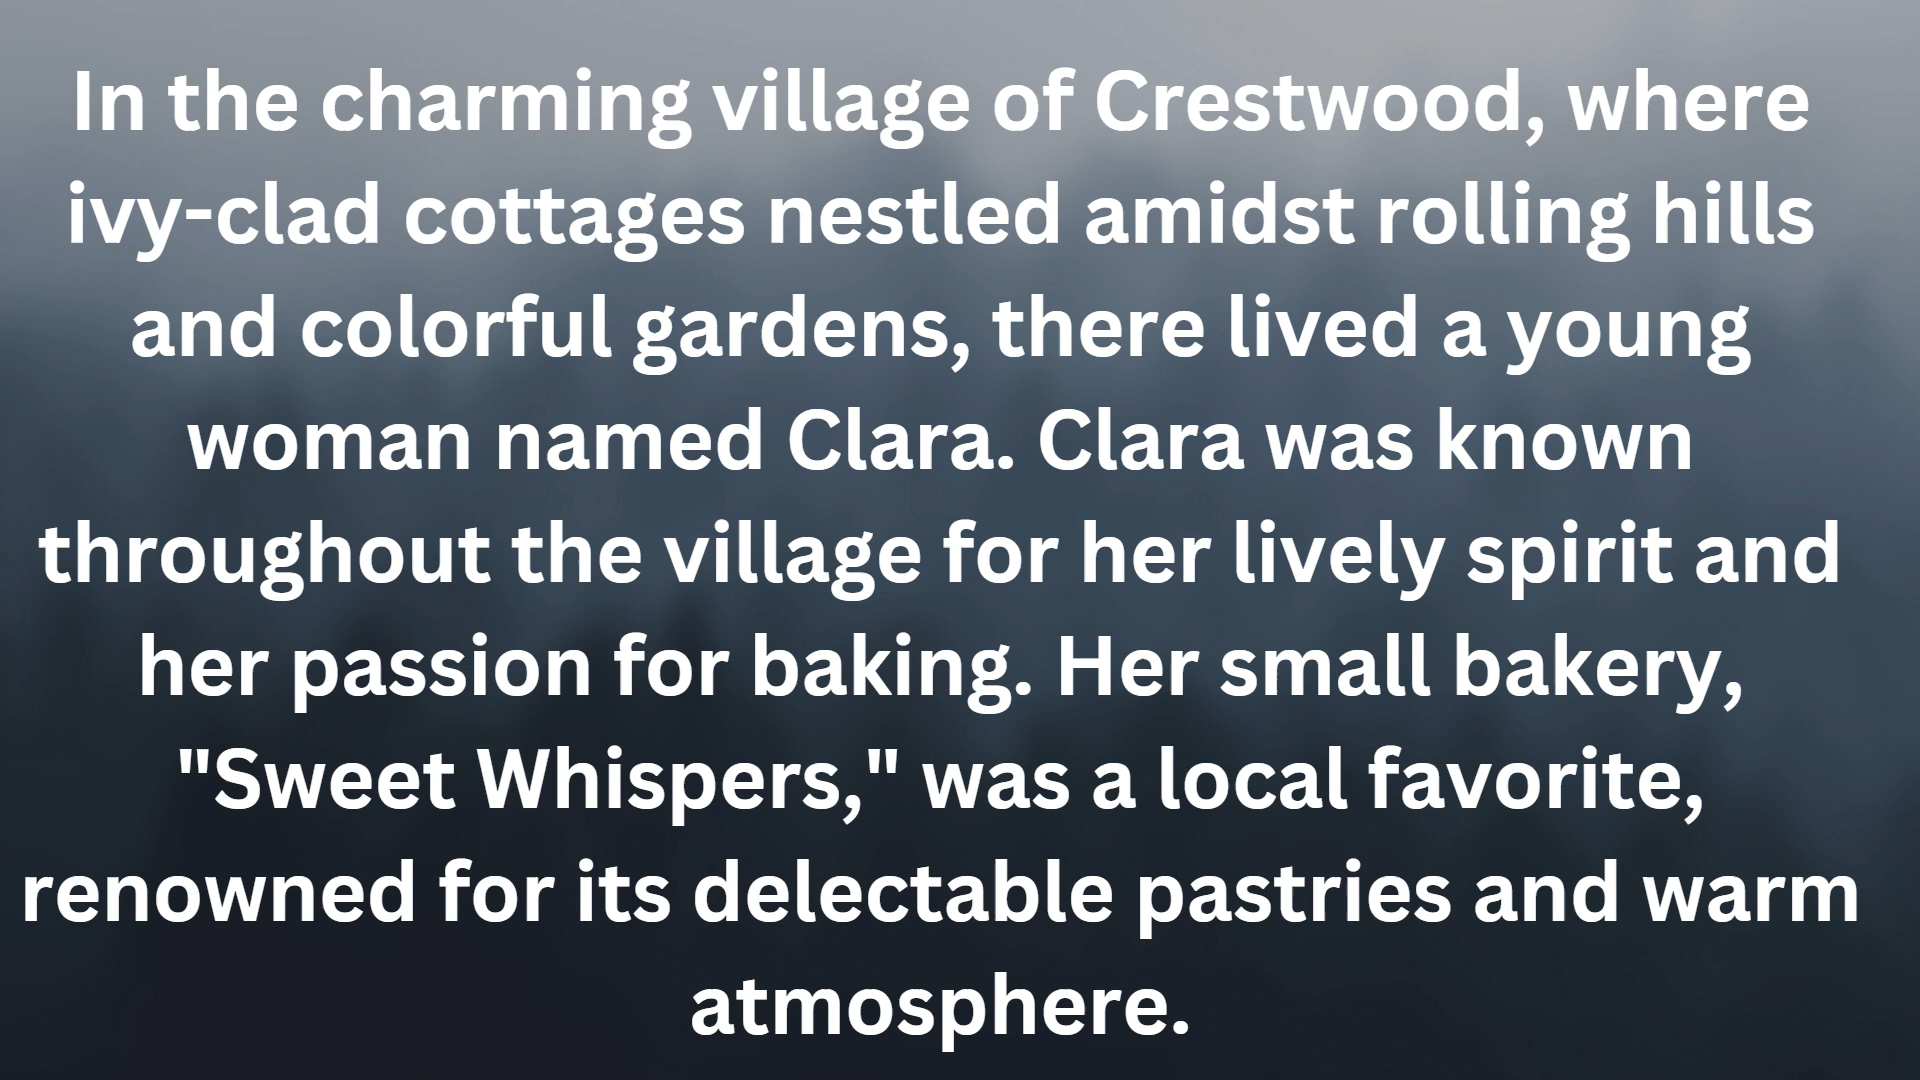 In the charming village of Crestwood, where
ivy-clad cottages nestled amidst rolling hills
and colorful gardens, there lived a young
woman named Clara. Clara was known
throughout the village for her lively spirit and
her passion for baking. Her small bakery,
"Sweet Whispers," was a local favorite,
renowned for its delectable pastries and warm
atmosphere.